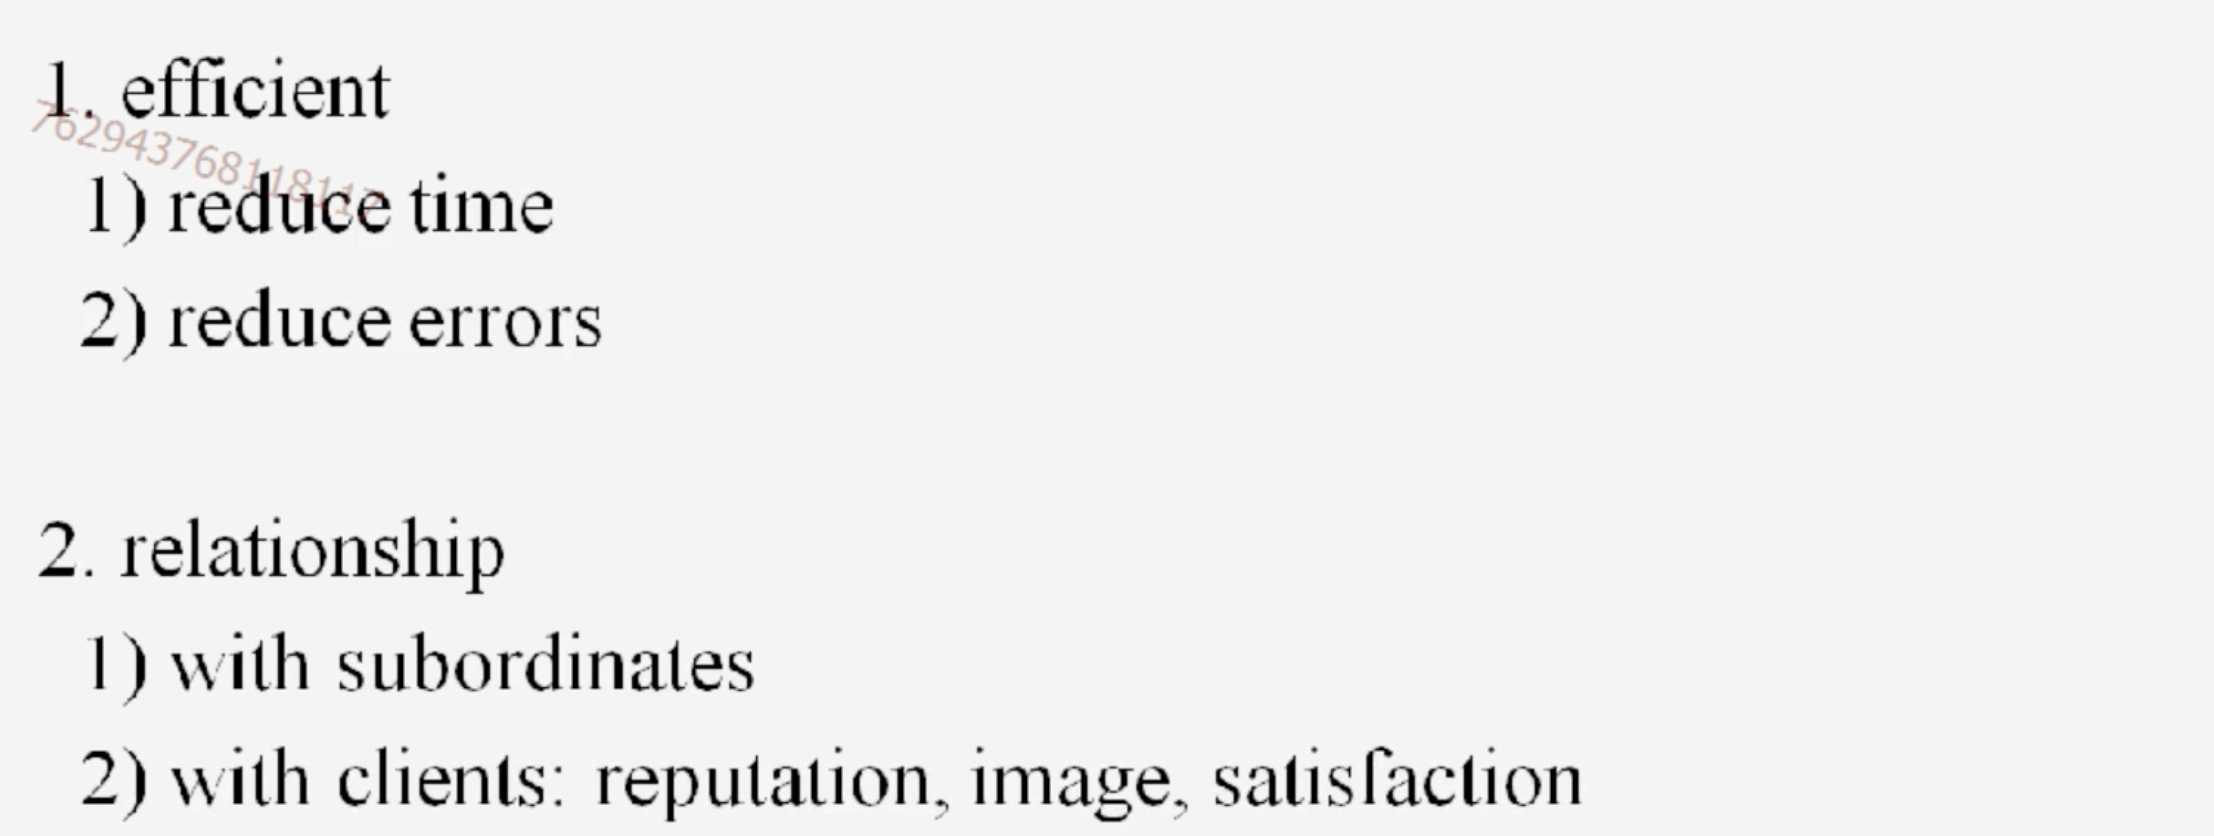 1. efficient
762943768118117
1) reduce time
2) reduce errors
2. relationship
1) with subordinates
2) with clients: reputation, image, satisfaction